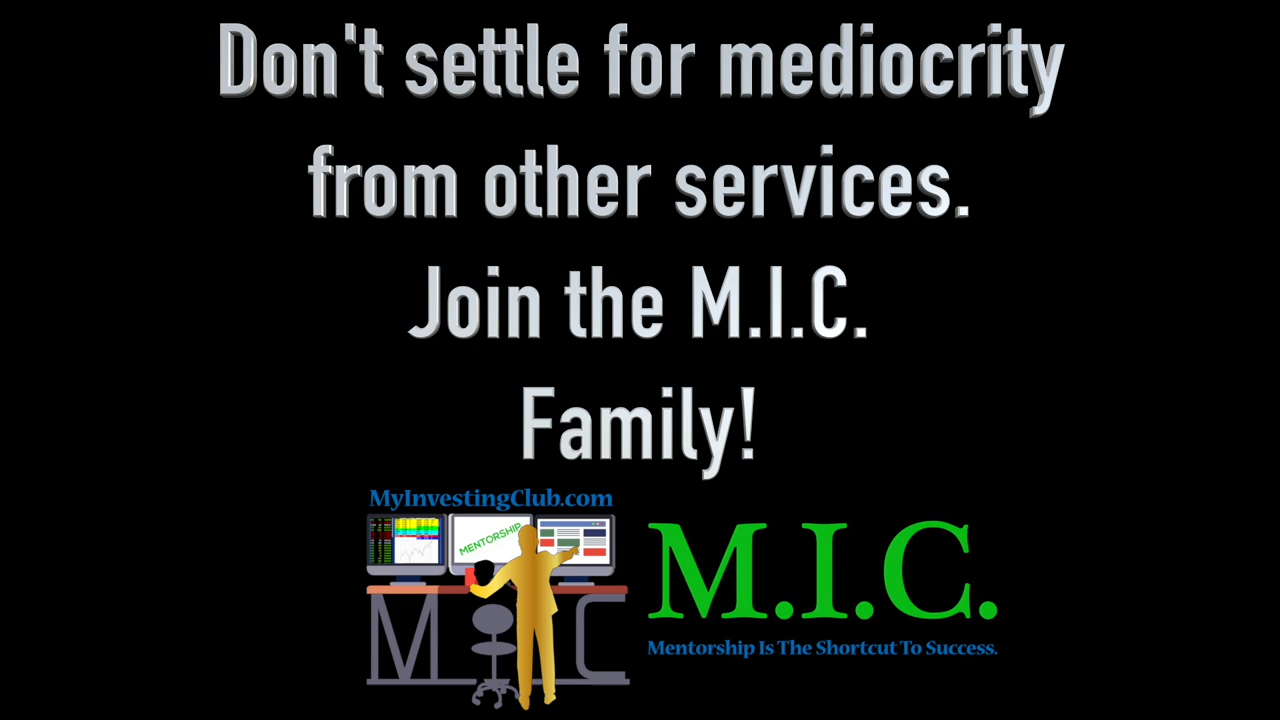 Don't settle for mediocrity
from other services.
Join the M.I.C.
Family!
MyInvestingClub.com
MENTORSHIP
MIC
M.I.C.
Mentorship Is The Shortcut To Success.